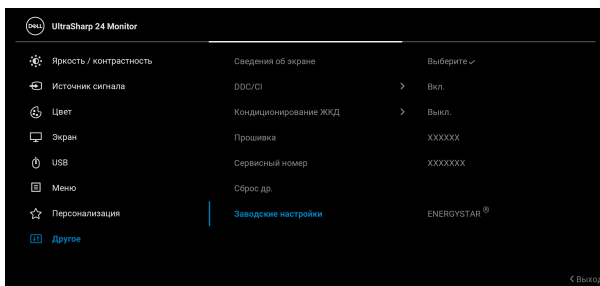 DELL UltraSharp 24 Monitor
Яркость / контрастность Сведения об экране Выберите
Источник сигнала DDC/CI Вкл.
Цвет Кондиционирование ЖКД Выкл.
Экран Прошивка XXXXXX
USB Сервисный номер XXXXXXX
Меню Сброс др.
Персонализация Заводские настройки ENERGYSTAR ®
Другое
Выход